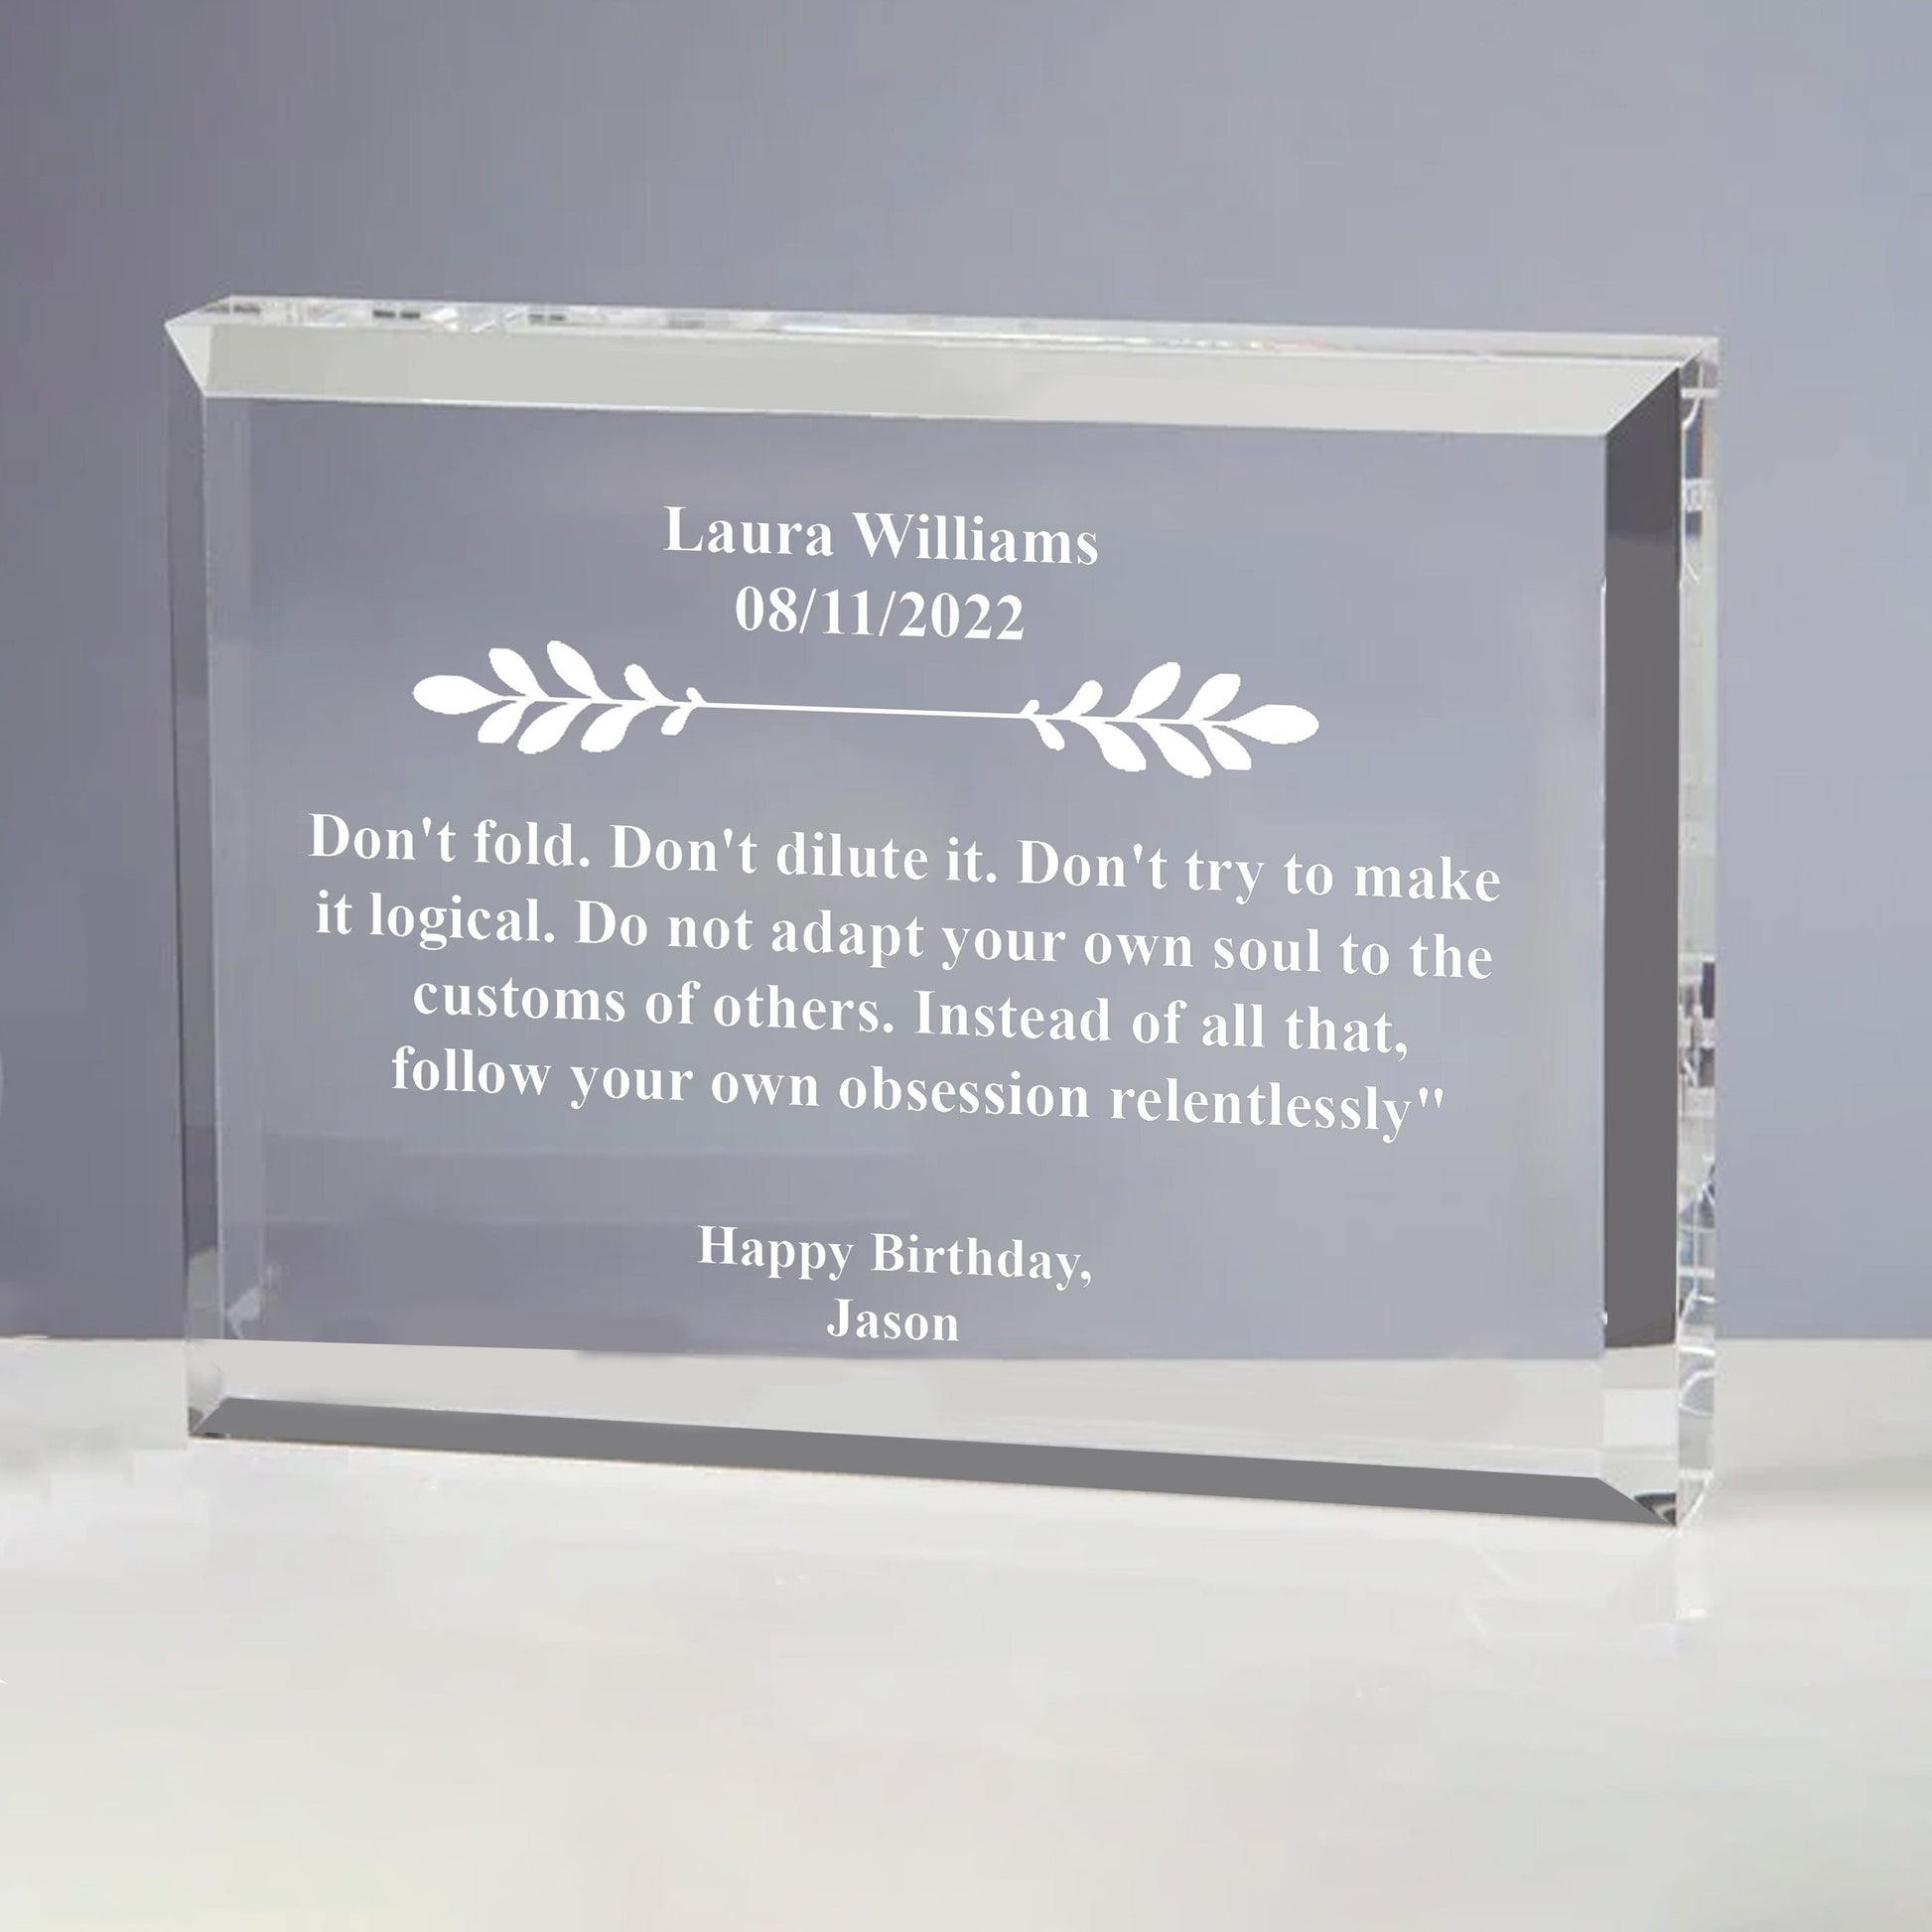 Laura Williams
08/11/2022
Don't fold. Don't dilute it. Don't try to make
it logical. Do not adapt your own soul to the
customs of others. Instead of all that,
follow your own obsession relentlessly"
Happy Birthday,
Jason